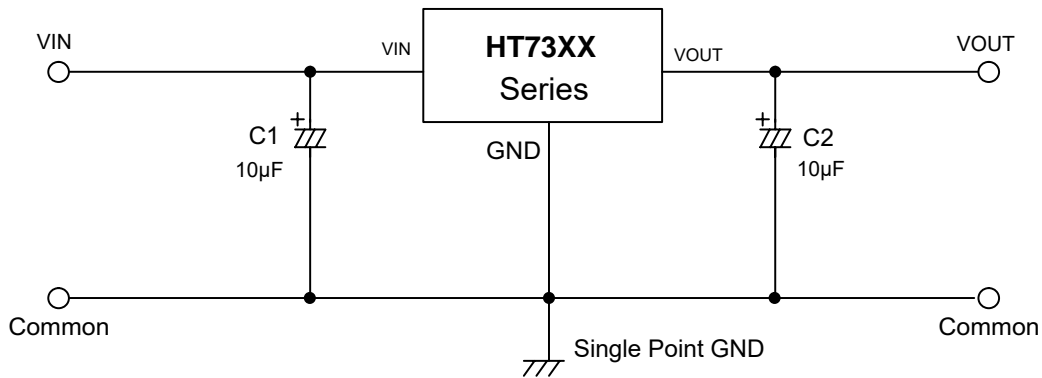 VIN
VIN
HT73XX
Series
VOUT
VOUT
+
C1
10µF
GND
+
C2
10µF
Common
Single Point GND
Common